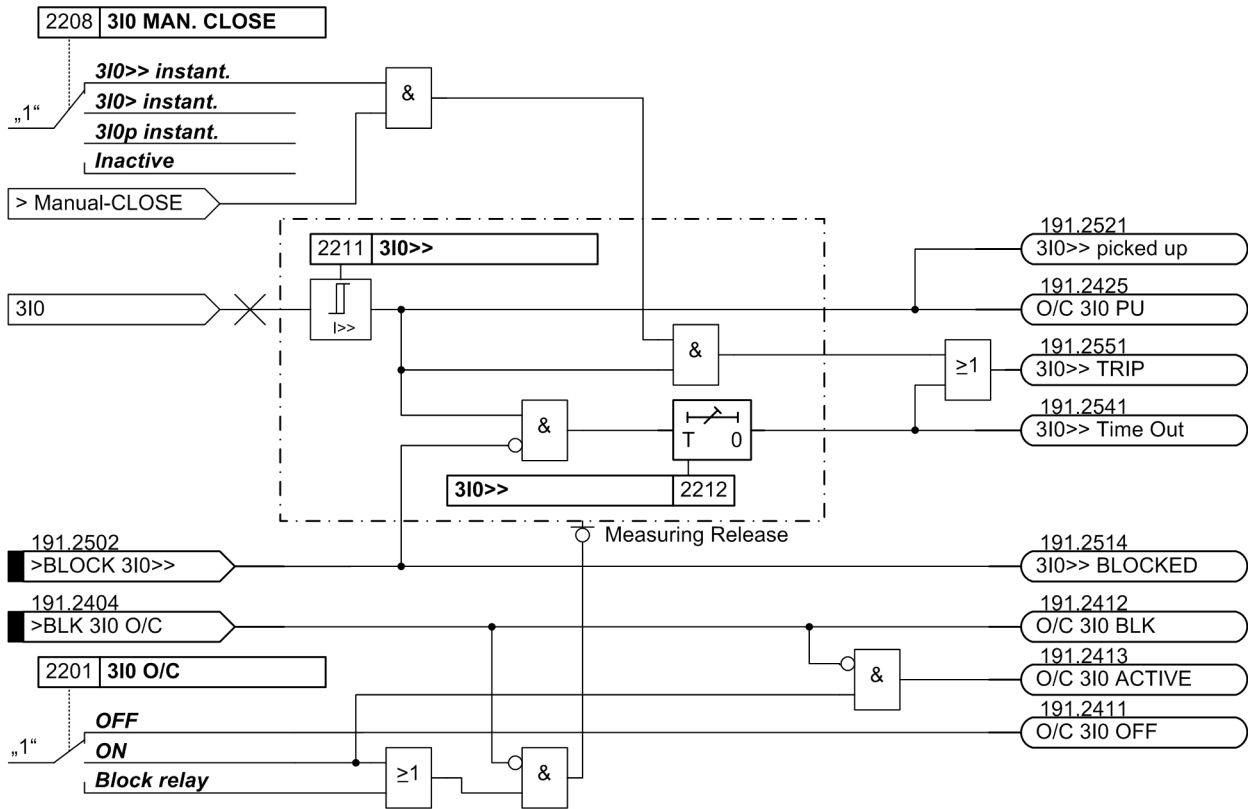 2208 3I0 MAN. CLOSE
3I0>> instant.
&
„1“
3I0> instant.
3I0p instant.
Inactive
> Manual-CLOSE
191.2521
2211 3I0>>
3I0>> picked up
191.2425
3I0
I>>
O/C 3I0 PU
191.2551
&
≥1
3I0>> TRIP
191.2541
&
T 0
3I0>> Time Out
3I0>> 2212
Measuring Release
191.2502
>BLOCK 3I0>>
191.2514
3I0>> BLOCKED
191.2404
>BLK 3I0 O/C
191.2412
O/C 3I0 BLK
2201 3I0 O/C
191.2413
&
O/C 3I0 ACTIVE
191.2411
OFF
O/C 3I0 OFF
„1“
ON
Block relay
≥1
&